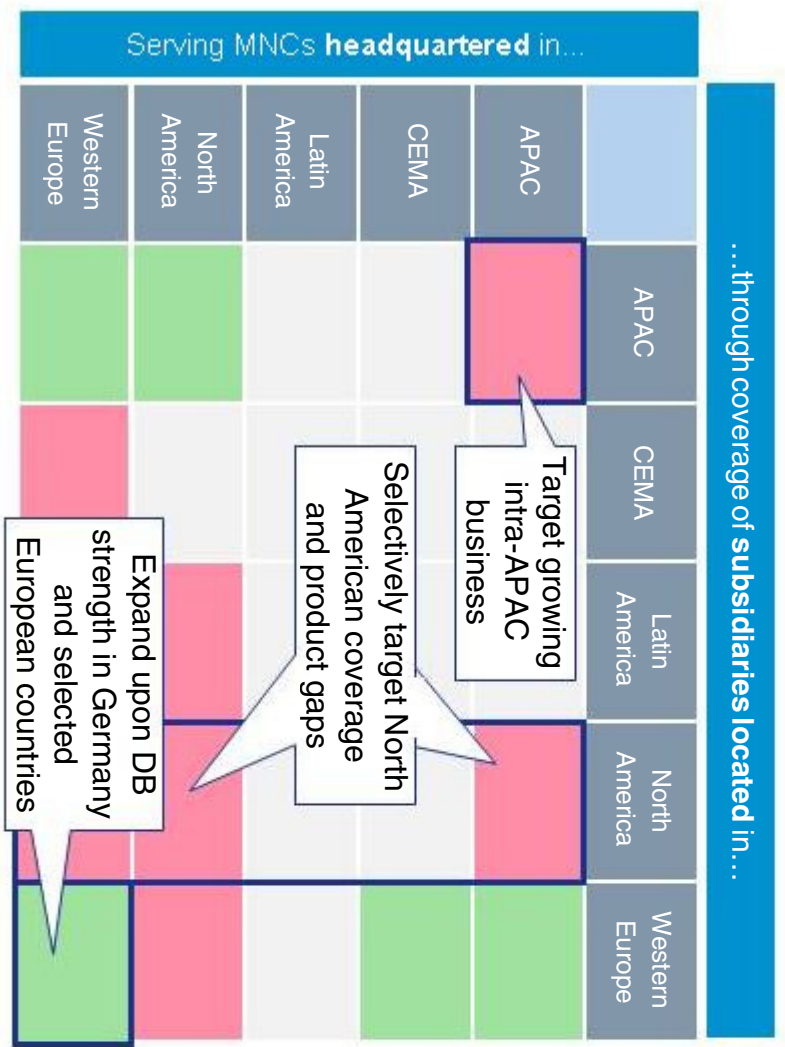 ...through coverage of subsidiaries located in...
Serving MNCs headquartered in...
APAC
CEMA
Latin
America
North
America
Western
Europe
APAC
CEMA
Latin
America
North
America
Western
Europe
Target growing
intra-APAC
business
Selectively target North
American coverage
and product gaps
Expand upon DB
strength in Germany
and selected
European countries